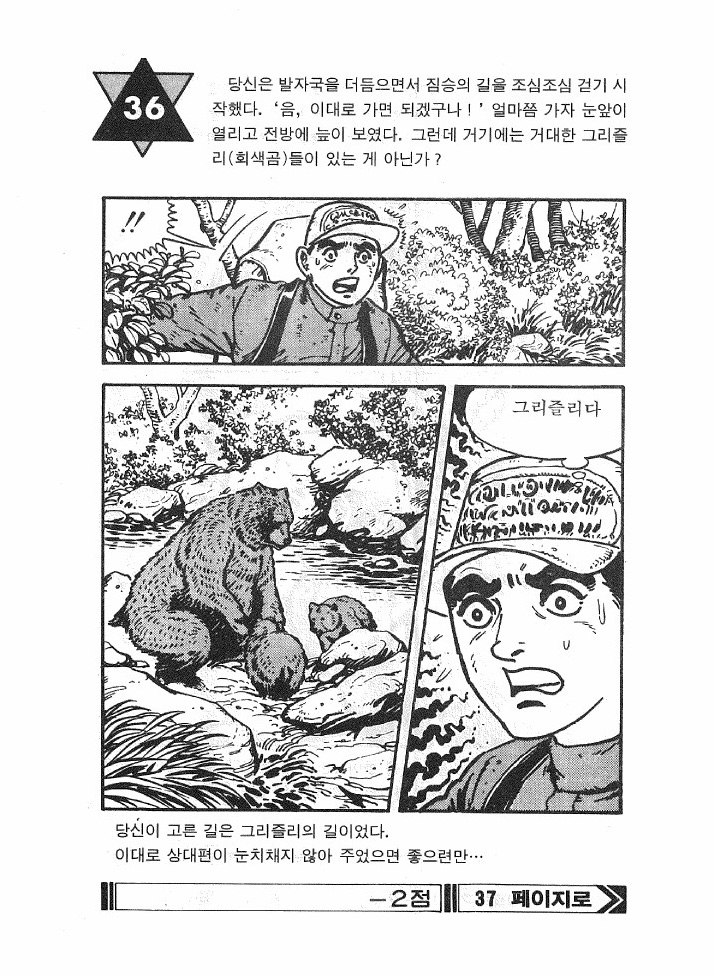 36
당신은 발자국을 더듬으면서 짐승의 길을 조심조심 걷기 시
작했다. ‘음, 이대로 가면 되겠구나!’ 얼마쯤 가자 눈앞이
열리고 전방에 늪이 보였다. 그런데 거기에는 거대한 그리즐
리(회색곰)들이 있는 게 아닌가?
!!
그리즐리다
당신이 고른 길은 그리즐리의 길이었다.
이대로 상대편이 눈치채지 않아 주었으면 좋으련만…
－2점
37 페이지로